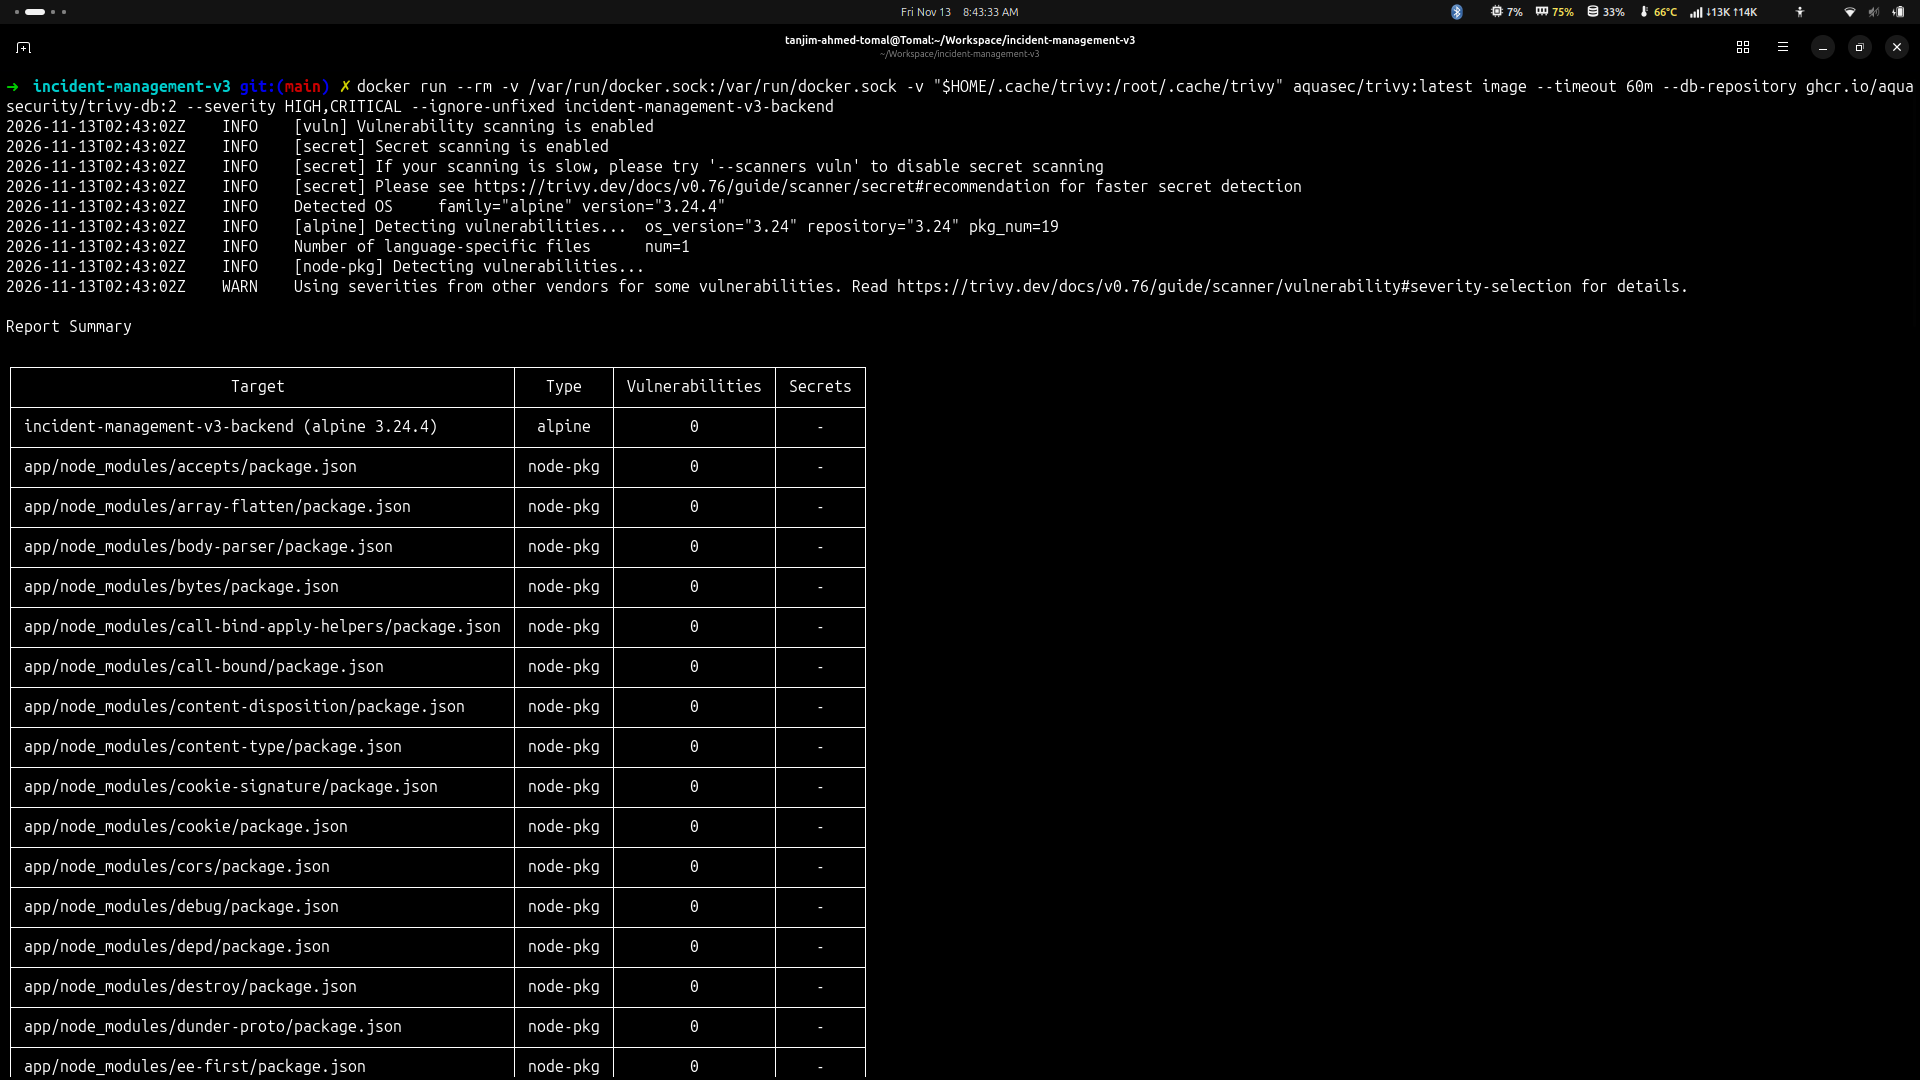 Fri Nov 13 8:43:33 AM
7% 75% 33% 66°C ↓13K ↑14K
tanjim-ahmed-tomal@Tomal:~/Workspace/incident-management-v3
~/Workspace/incident-management-v3
➜ incident-management-v3 git:(main) ✗ docker run --rm -v /var/run/docker.sock:/var/run/docker.sock -v "$HOME/.cache/trivy:/root/.cache/trivy" aquasec/trivy:latest image --timeout 60m --db-repository ghcr.io/aqua
security/trivy-db:2 --severity HIGH,CRITICAL --ignore-unfixed incident-management-v3-backend
2026-11-13T02:43:02Z INFO [vuln] Vulnerability scanning is enabled
2026-11-13T02:43:02Z INFO [secret] Secret scanning is enabled
2026-11-13T02:43:02Z INFO [secret] If your scanning is slow, please try '--scanners vuln' to disable secret scanning
2026-11-13T02:43:02Z INFO [secret] Please see https://trivy.dev/docs/v0.76/guide/scanner/secret#recommendation for faster secret detection
2026-11-13T02:43:02Z INFO Detected OS family="alpine" version="3.24.4"
2026-11-13T02:43:02Z INFO [alpine] Detecting vulnerabilities... os_version="3.24" repository="3.24" pkg_num=19
2026-11-13T02:43:02Z INFO Number of language-specific files num=1
2026-11-13T02:43:02Z INFO [node-pkg] Detecting vulnerabilities...
2026-11-13T02:43:02Z WARN Using severities from other vendors for some vulnerabilities. Read https://trivy.dev/docs/v0.76/guide/scanner/vulnerability#severity-selection for details.
Report Summary
Target Type Vulnerabilities Secrets
incident-management-v3-backend (alpine 3.24.4) alpine 0 -
app/node_modules/accepts/package.json node-pkg 0 -
app/node_modules/array-flatten/package.json node-pkg 0 -
app/node_modules/body-parser/package.json node-pkg 0 -
app/node_modules/bytes/package.json node-pkg 0 -
app/node_modules/call-bind-apply-helpers/package.json node-pkg 0 -
app/node_modules/call-bound/package.json node-pkg 0 -
app/node_modules/content-disposition/package.json node-pkg 0 -
app/node_modules/content-type/package.json node-pkg 0 -
app/node_modules/cookie-signature/package.json node-pkg 0 -
app/node_modules/cookie/package.json node-pkg 0 -
app/node_modules/cors/package.json node-pkg 0 -
app/node_modules/debug/package.json node-pkg 0 -
app/node_modules/depd/package.json node-pkg 0 -
app/node_modules/destroy/package.json node-pkg 0 -
app/node_modules/dunder-proto/package.json node-pkg 0 -
app/node_modules/ee-first/package.json node-pkg 0 -